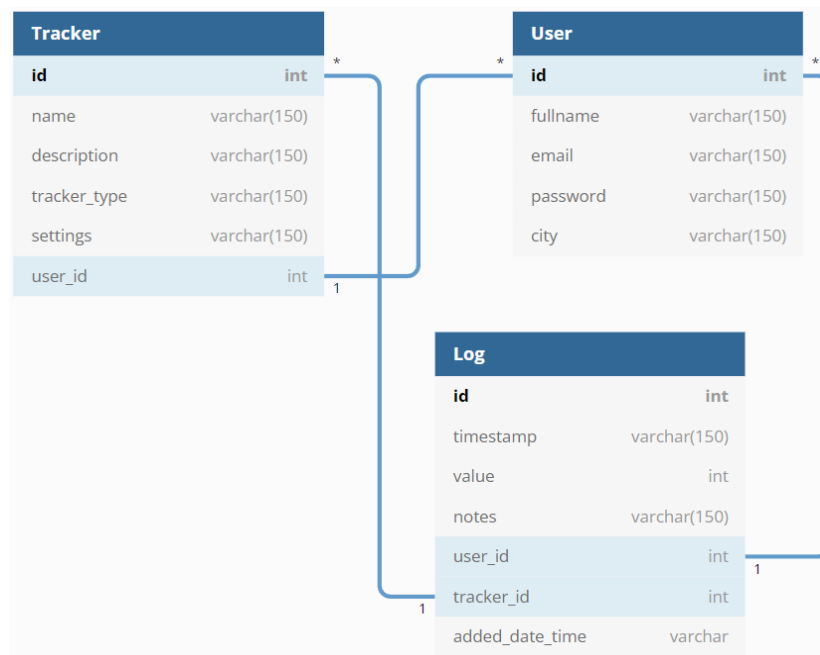 Tracker
id int
name varchar(150)
description varchar(150)
tracker_type varchar(150)
settings varchar(150)
user_id int
*
1
User
* id int *
fullname varchar(150)
email varchar(150)
password varchar(150)
city varchar(150)
Log
id int
timestamp varchar(150)
value int
notes varchar(150)
user_id int
1
tracker_id int
1
added_date_time varchar